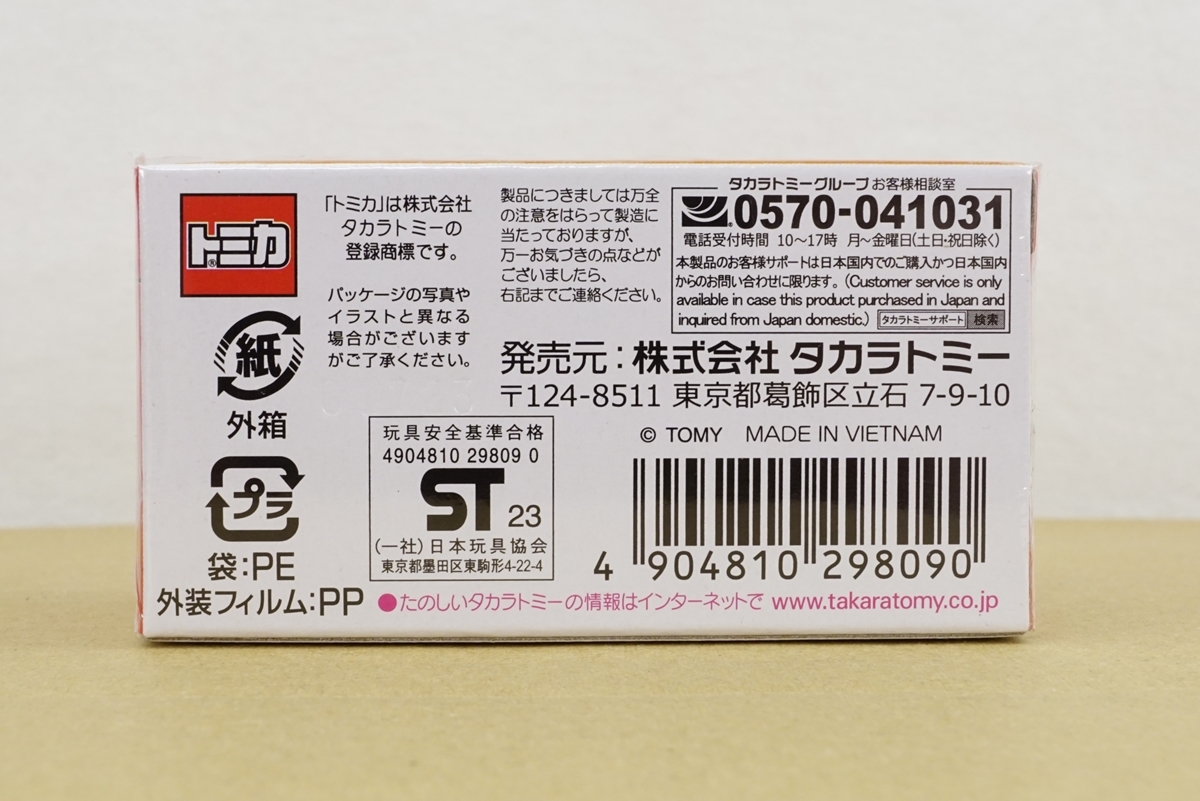 トミカ®
「トミカ」は株式会社
タカラトミーの
登録商標です。
パッケージの写真や
イラストと異なる
場合がございます
がご了承ください。
製品につきましては万全
の注意をはらって製造に
当たっておりますが、
万一お気づきの点などが
ございましたら、
右記までご連絡ください。
タカラトミーグループ お客様相談室
0570-041031
電話受付時間 10〜17時 月〜金曜日(土日・祝日除く)
本製品のお客様サポートは日本国内でのご購入かつ日本国内
からのお問い合わせに限ります。(Customer service is only
available in case this product purchased in Japan and
inquired from Japan domestic.) タカラトミーサポート 検索
発売元:株式会社 タカラトミー
〒124-8511 東京都葛飾区立石 7-9-10
© TOMY MADE IN VIETNAM
紙
外箱
プラ
袋:PE
外装フィルム:PP
玩具安全基準合格
4904810 29809 0
ST 23
(一社)日本玩具協会
東京都墨田区東駒形4-22-4
4 904810 298090
●たのしいタカラトミーの情報はインターネットで www.takaratomy.co.jp